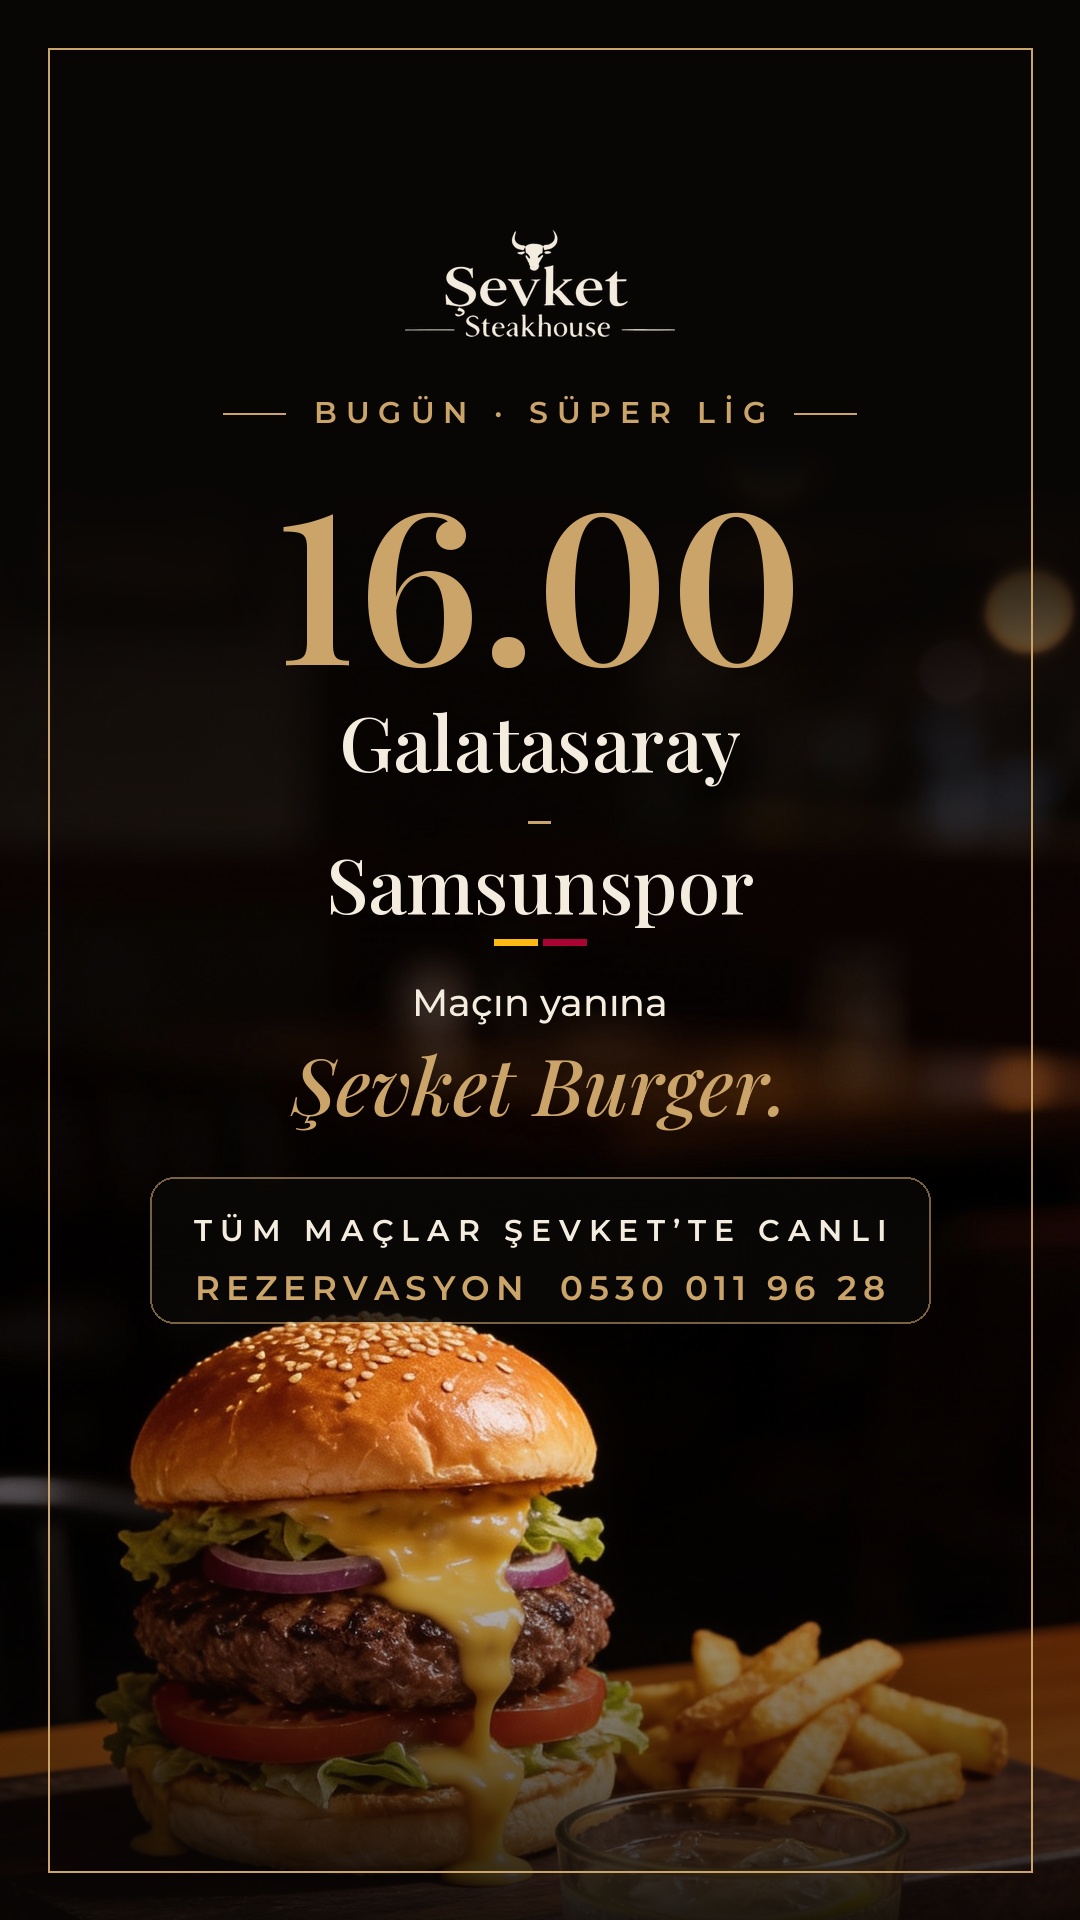 Şevket
Steakhouse
BUGÜN · SÜPER LİG
16.00
Galatasaray
–
Samsunspor
Maçın yanına
Şevket Burger.
TÜM MAÇLAR ŞEVKET’TE CANLI
REZERVASYON 0530 011 96 28